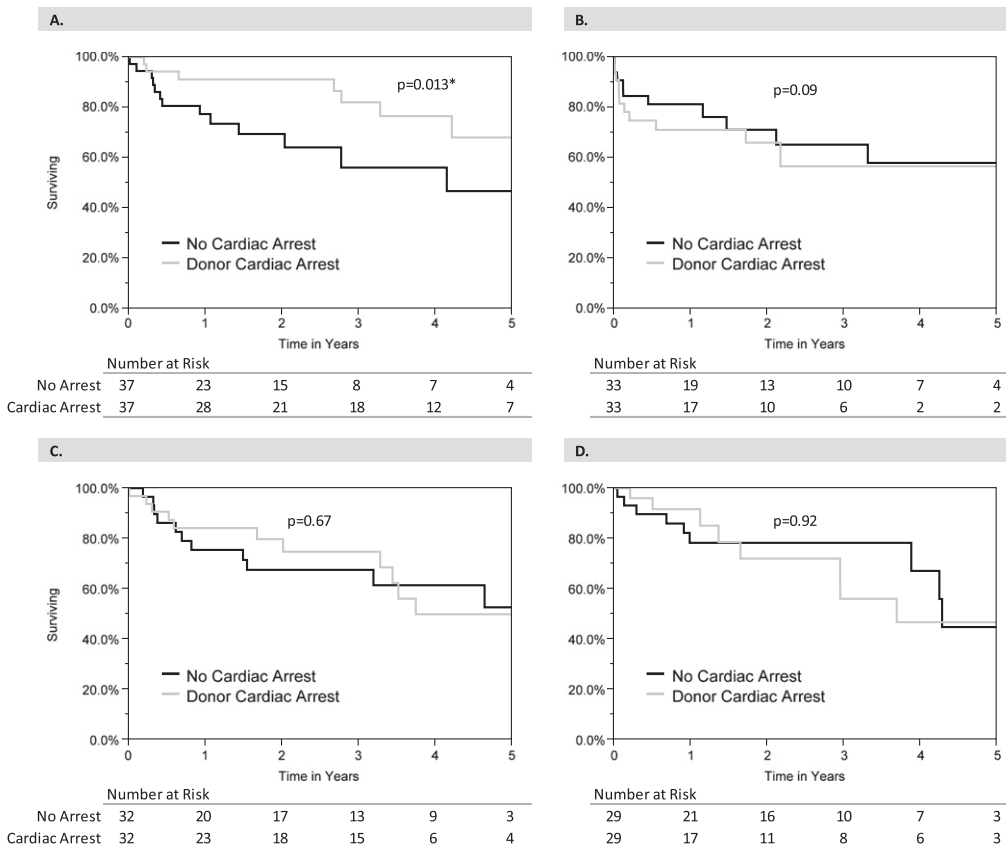 A.
100.0%
80.0%
60.0%
40.0%
20.0%
0.0%
Surviving
p=0.013*
No Cardiac Arrest
Donor Cardiac Arrest
0 1 2 3 4 5
Time in Years
Number at Risk
No Arrest 37 23 15 8 7 4
Cardiac Arrest 37 28 21 18 12 7
B.
100.0%
80.0%
60.0%
40.0%
20.0%
0.0%
p=0.09
No Cardiac Arrest
Donor Cardiac Arrest
0 1 2 3 4 5
Time in Years
Number at Risk
33 19 13 10 7 4
33 17 10 6 2 2
C.
100.0%
80.0%
60.0%
40.0%
20.0%
0.0%
Surviving
p=0.67
No Cardiac Arrest
Donor Cardiac Arrest
0 1 2 3 4 5
Time in Years
Number at Risk
No Arrest 32 20 17 13 9 3
Cardiac Arrest 32 23 18 15 6 4
D.
100.0%
80.0%
60.0%
40.0%
20.0%
0.0%
p=0.92
No Cardiac Arrest
Donor Cardiac Arrest
0 1 2 3 4 5
Time in Years
Number at Risk
29 21 16 10 7 3
29 17 11 8 6 3